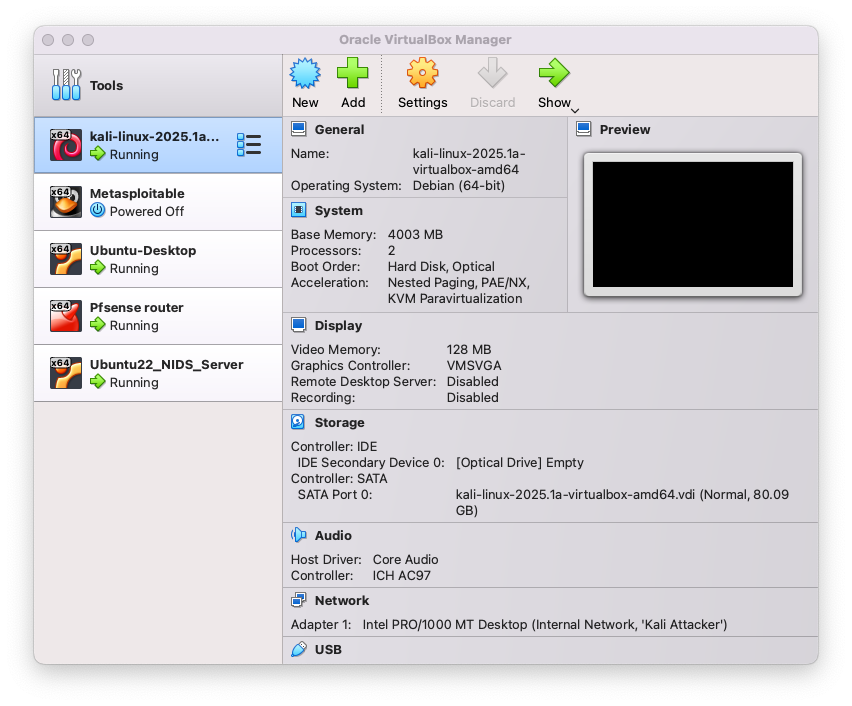 Oracle VirtualBox Manager
Tools
New
Add
Settings
Discard
Show
x64
kali-linux-2025.1a...
Running
x64
Metasploitable
Powered Off
x64
Ubuntu-Desktop
Running
x64
Pfsense router
Running
x64
Ubuntu22_NIDS_Server
Running
General
Name: kali-linux-2025.1a-
virtualbox-amd64
Operating System: Debian (64-bit)
Preview
System
Base Memory: 4003 MB
Processors: 2
Boot Order: Hard Disk, Optical
Acceleration: Nested Paging, PAE/NX,
KVM Paravirtualization
Display
Video Memory: 128 MB
Graphics Controller: VMSVGA
Remote Desktop Server: Disabled
Recording: Disabled
Storage
Controller: IDE
IDE Secondary Device 0: [Optical Drive] Empty
Controller: SATA
SATA Port 0: kali-linux-2025.1a-virtualbox-amd64.vdi (Normal, 80.09
GB)
Audio
Host Driver: Core Audio
Controller: ICH AC97
Network
Adapter 1: Intel PRO/1000 MT Desktop (Internal Network, 'Kali Attacker')
USB